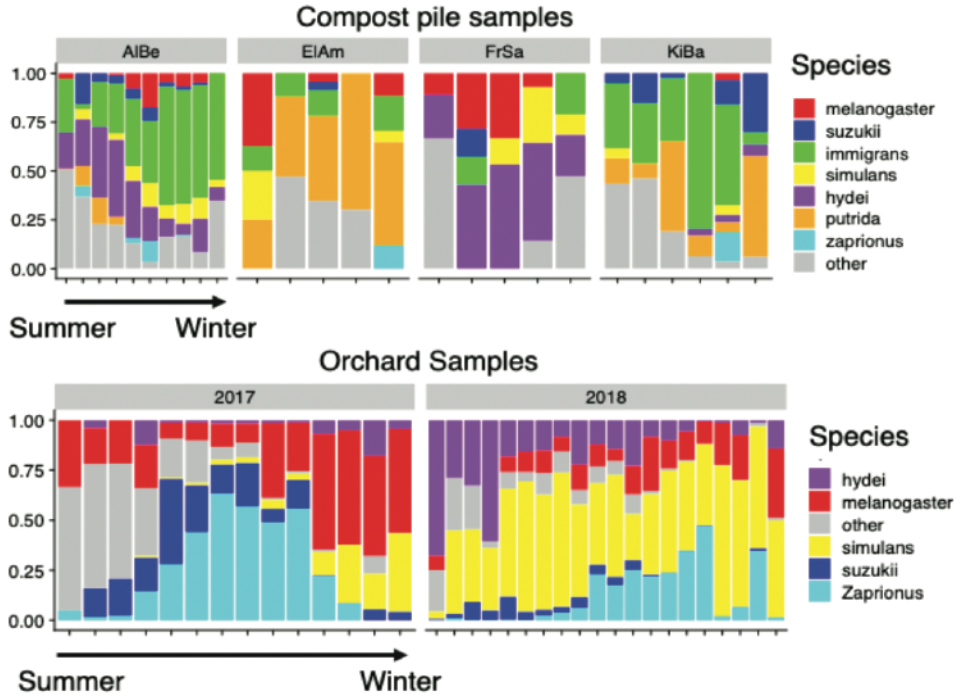 Compost pile samples
AlBe
ElAm
FrSa
KiBa
1.00
0.75
0.50
0.25
0.00
Summer
Winter
Species
melanogaster
suzukii
immigrans
simulans
hydei
putrida
zaprionus
other
Orchard Samples
2017
2018
1.00
0.75
0.50
0.25
0.00
Summer
Winter
Species
hydei
melanogaster
other
simulans
suzukii
Zaprionus